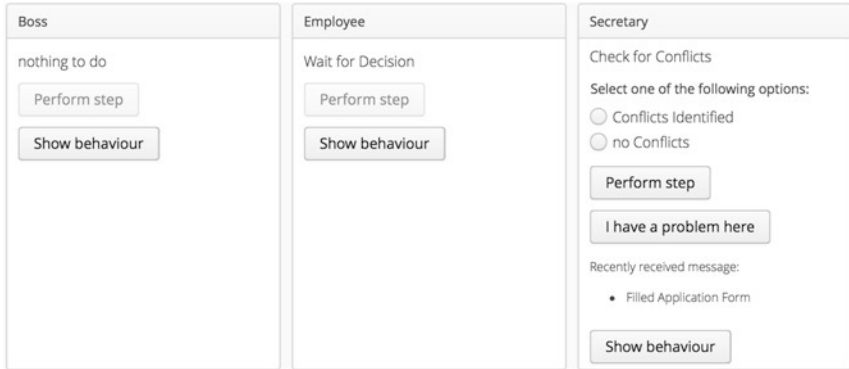 Boss
nothing to do
Perform step
Show behaviour
Employee
Wait for Decision
Perform step
Show behaviour
Secretary
Check for Conflicts
Select one of the following options:
Conflicts Identified
no Conflicts
Perform step
I have a problem here
Recently received message:
• Filled Application Form
Show behaviour